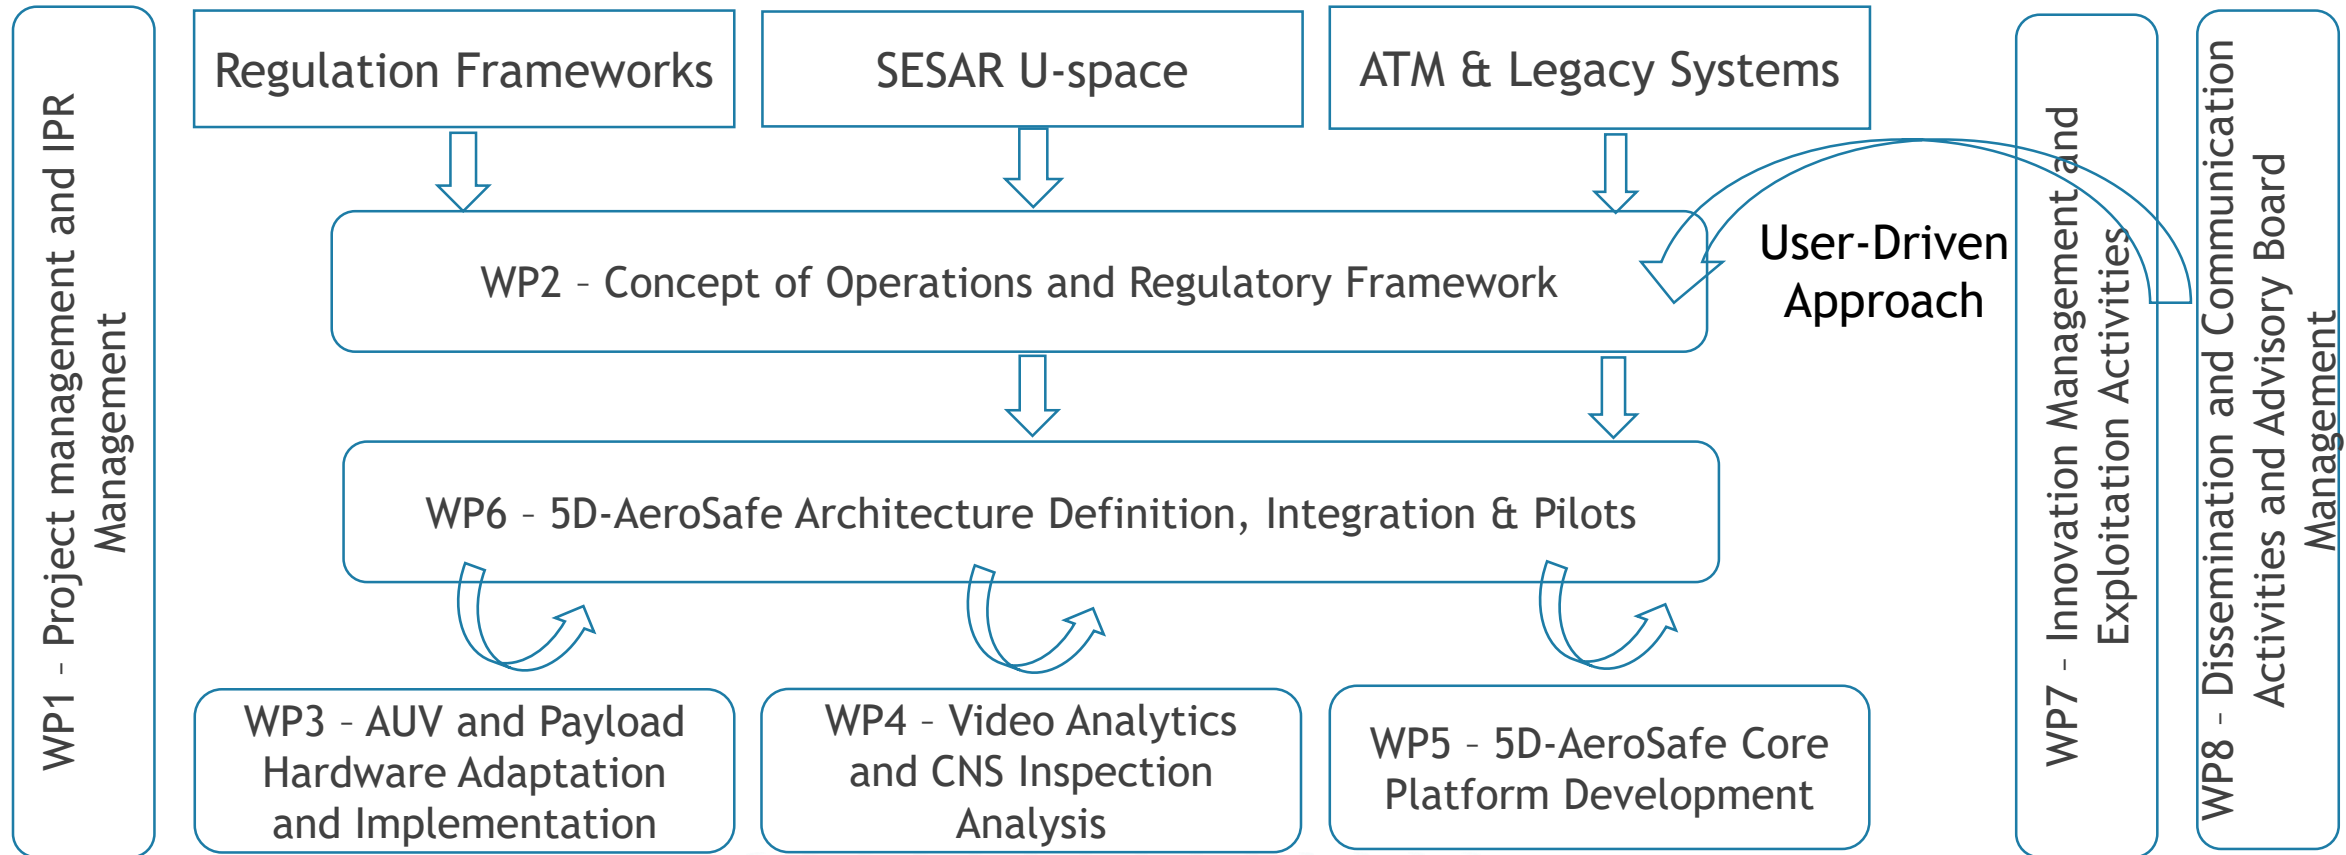 WP1 – Project management and IPR
Management
Regulation Frameworks
SESAR U-space
ATM & Legacy Systems
WP2 – Concept of Operations and Regulatory Framework
User-Driven
Approach
WP6 – 5D-AeroSafe Architecture Definition, Integration & Pilots
WP3 – AUV and Payload
Hardware Adaptation
and Implementation
WP4 – Video Analytics
and CNS Inspection
Analysis
WP5 – 5D-AeroSafe Core
Platform Development
WP7 – Innovation Management and
Exploitation Activities
WP8 – Dissemination and Communication
Activities and Advisory Board
Management